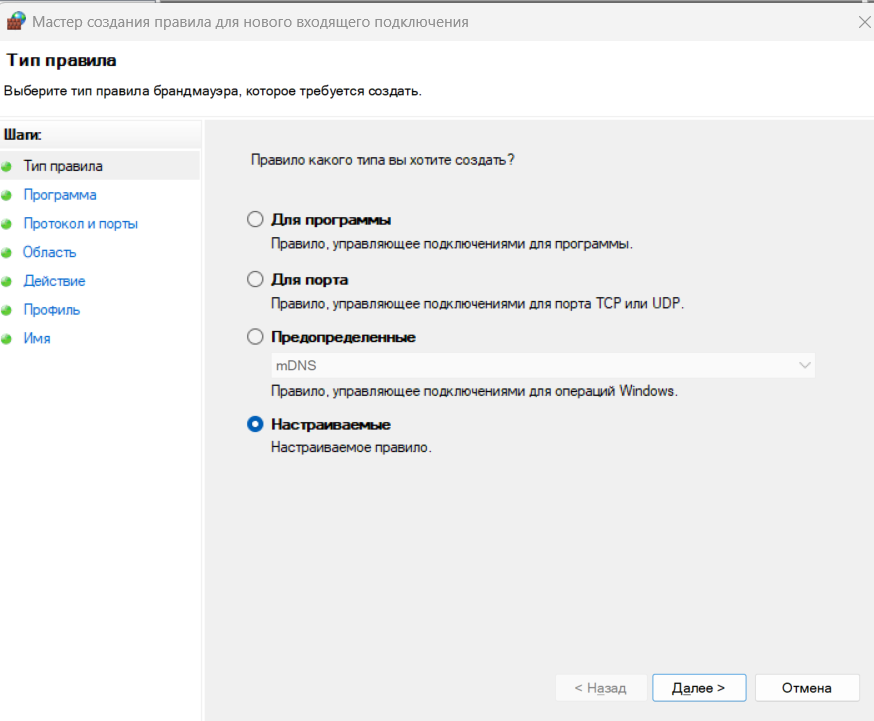 Мастер создания правила для нового входящего подключения
Тип правила
Выберите тип правила брандмауэра, которое требуется создать.
Шаги:
Тип правила
Программа
Протокол и порты
Область
Действие
Профиль
Имя
Правило какого типа вы хотите создать?
Для программы
Правило, управляющее подключениями для программы.
Для порта
Правило, управляющее подключениями для порта TCP или UDP.
Предопределенные
mDNS
Правило, управляющее подключениями для операций Windows.
Настраиваемые
Настраиваемое правило.
< Назад
Далее >
Отмена